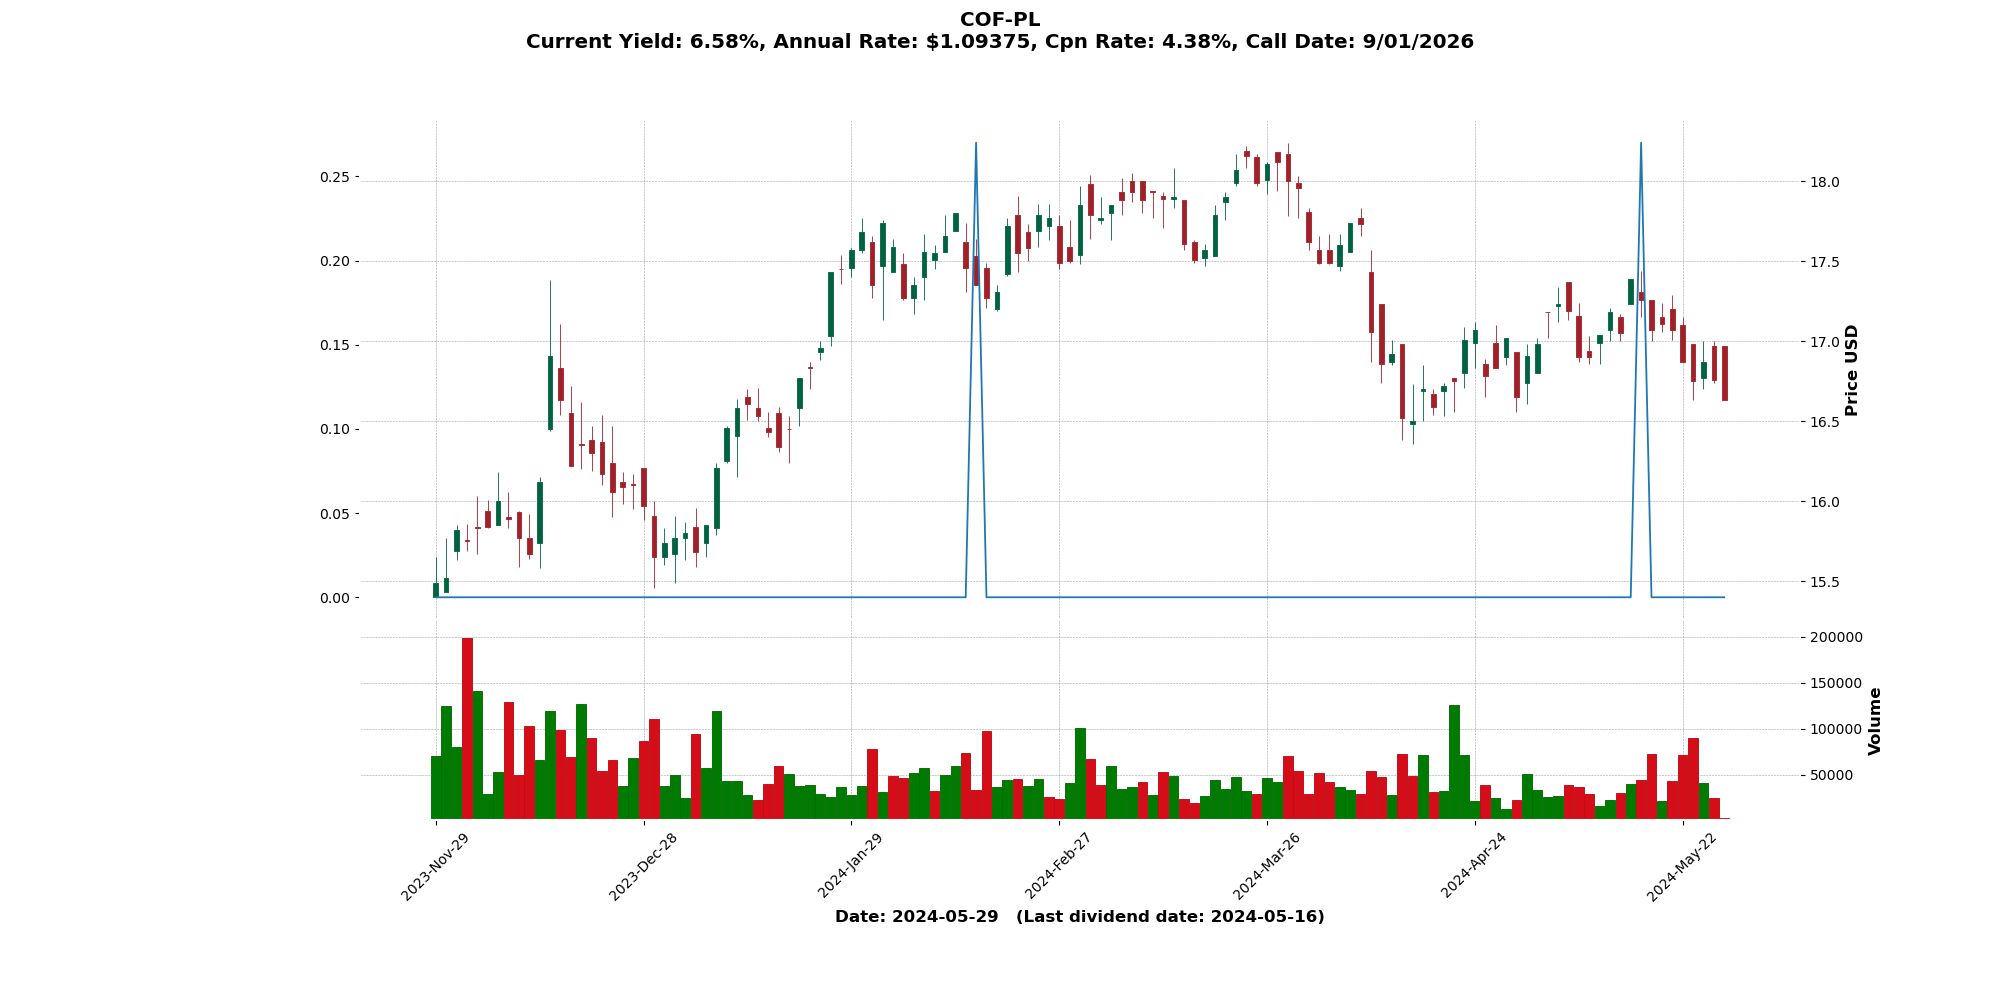 COF-PL
Current Yield: 6.58%, Annual Rate: $1.09375, Cpn Rate: 4.38%, Call Date: 9/01/2026
0.25
0.20
0.15
0.10
0.05
0.00
18.0
17.5
17.0
16.5
16.0
15.5
Price USD
200000
150000
100000
50000
Volume
2023-Nov-29
2023-Dec-28
2024-Jan-29
2024-Feb-27
2024-Mar-26
2024-Apr-24
2024-May-22
Date: 2024-05-29 (Last dividend date: 2024-05-16)